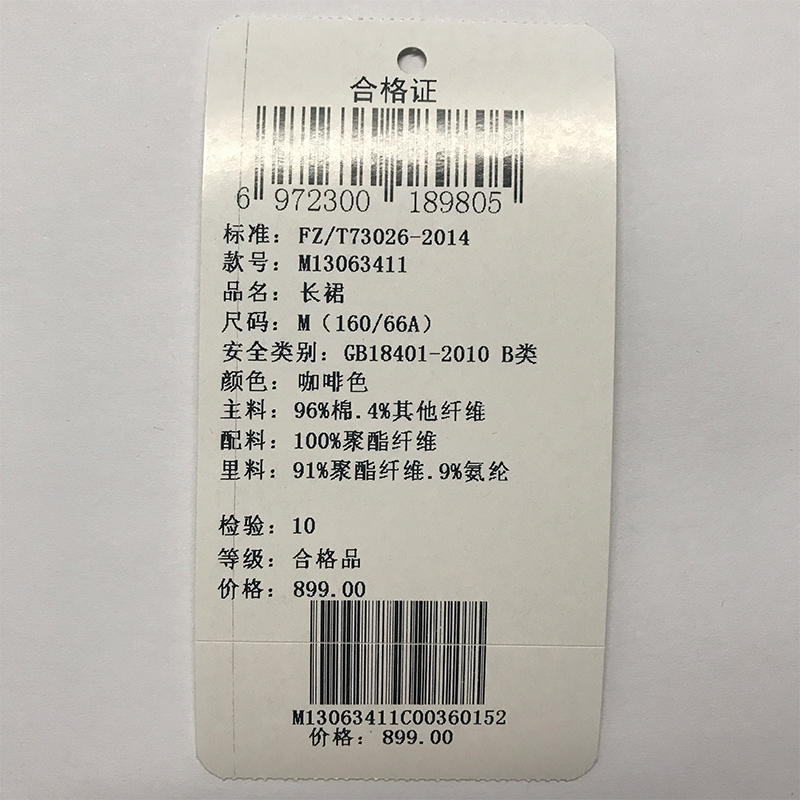 合格证
6 972300 189805
标准: FZ/T73026-2014
款号: M13063411
品名: 长裙
尺码: M（160/66A）
安全类别: GB18401-2010 B类
颜色: 咖啡色
主料: 96%棉.4%其他纤维
配料: 100%聚酯纤维
里料: 91%聚酯纤维.9%氨纶
检验: 10
等级: 合格品
价格: 899.00
M13063411C00360152
价格: 899.00